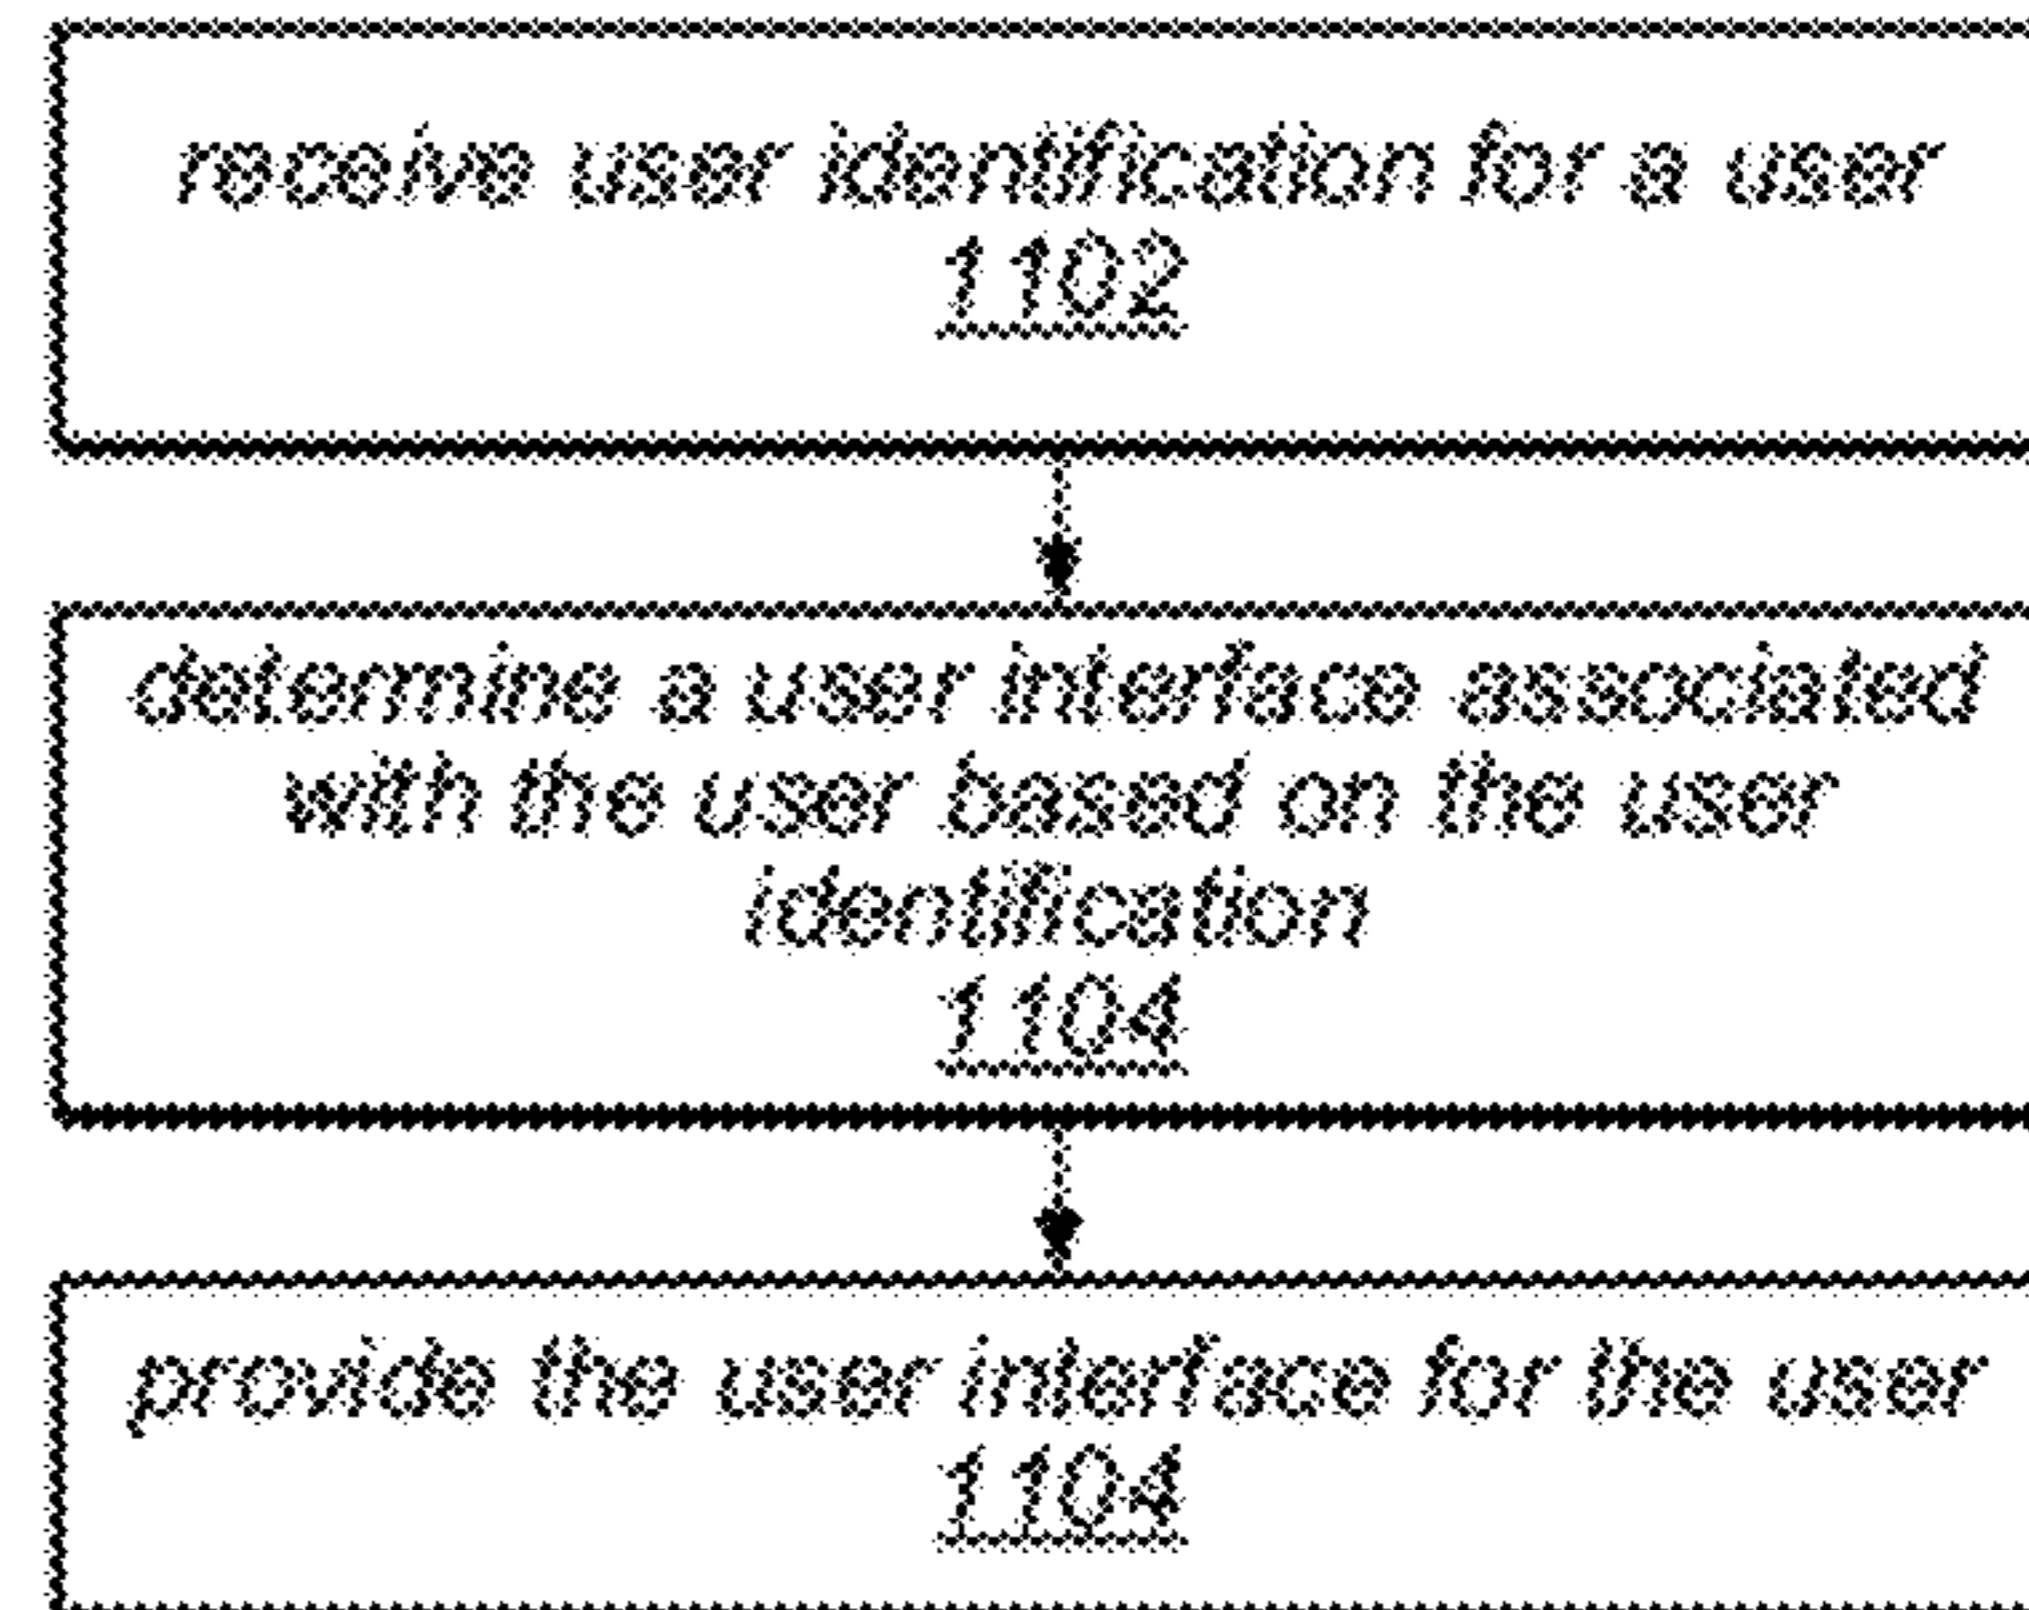 receive user identification for a user
1102
determine a user interface associated
with the user based on the user
identification
1104
provide the user interface for the user
1104